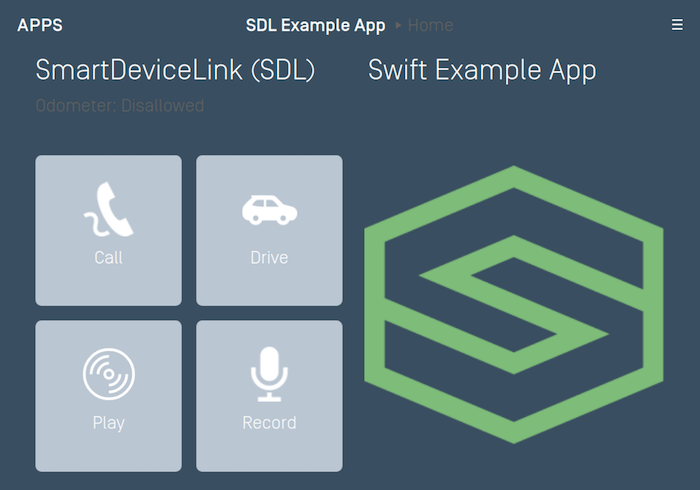 APPS SDL Example App ▸ Home ☰
SmartDeviceLink (SDL) Swift Example App
Odometer: Disallowed
Call Drive
Play Record